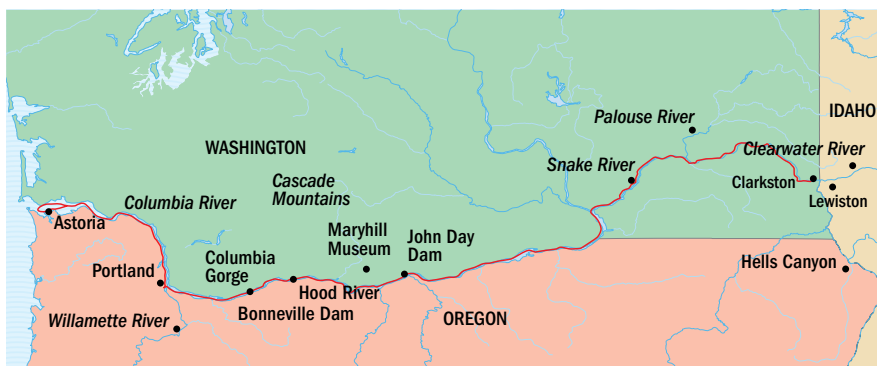 Palouse River
IDAHO
WASHINGTON
Clearwater River
Snake River
Cascade
Mountains
Clarkston
Lewiston
Columbia River
Astoria
Maryhill
Museum
John Day
Dam
Columbia
Gorge
Portland
Hells Canyon
Hood River
Bonneville Dam
Willamette River
OREGON